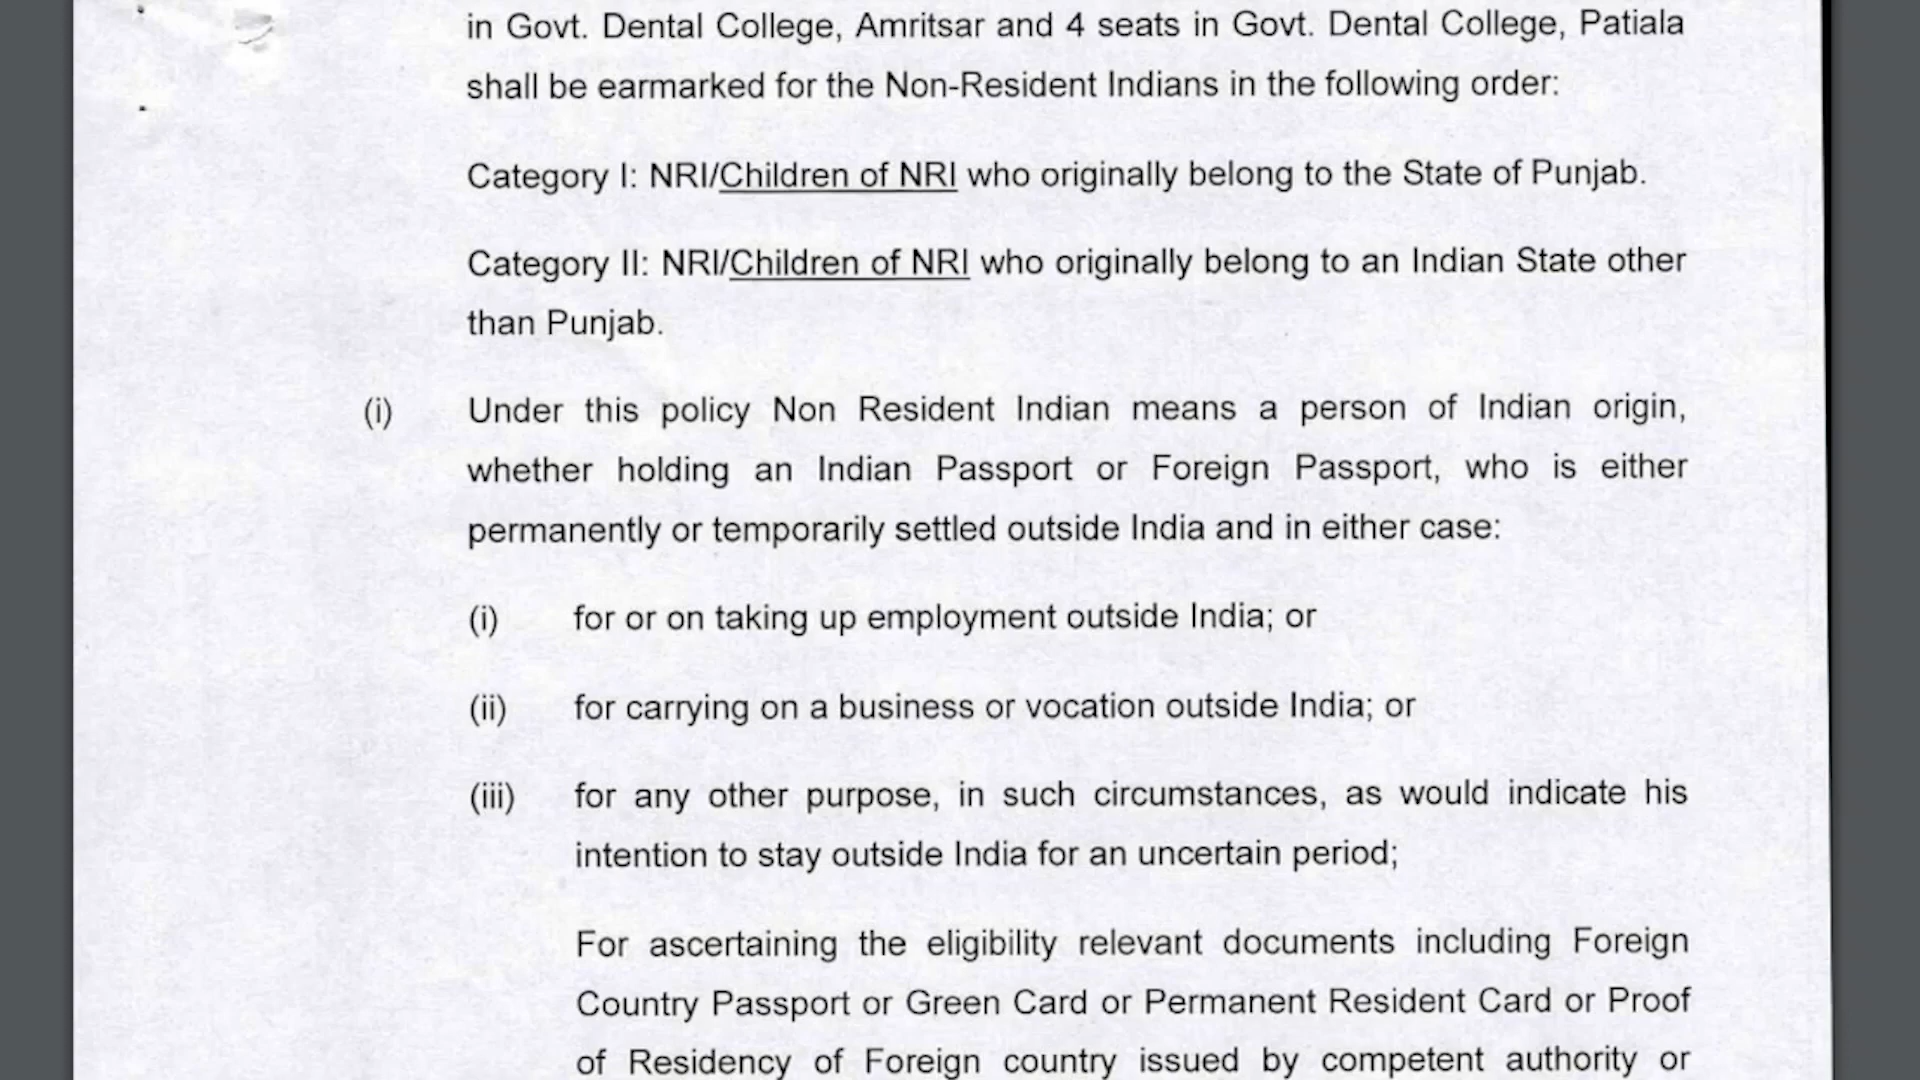 in Govt. Dental College, Amritsar and 4 seats in Govt. Dental College, Patiala
shall be earmarked for the Non-Resident Indians in the following order:
Category I: NRI/Children of NRI who originally belong to the State of Punjab.
Category II: NRI/Children of NRI who originally belong to an Indian State other
than Punjab.
(i) Under this policy Non Resident Indian means a person of Indian origin,
whether holding an Indian Passport or Foreign Passport, who is either
permanently or temporarily settled outside India and in either case:
(i) for or on taking up employment outside India; or
(ii) for carrying on a business or vocation outside India; or
(iii) for any other purpose, in such circumstances, as would indicate his
intention to stay outside India for an uncertain period;
For ascertaining the eligibility relevant documents including Foreign
Country Passport or Green Card or Permanent Resident Card or Proof
of Residency of Foreign country issued by competent authority or